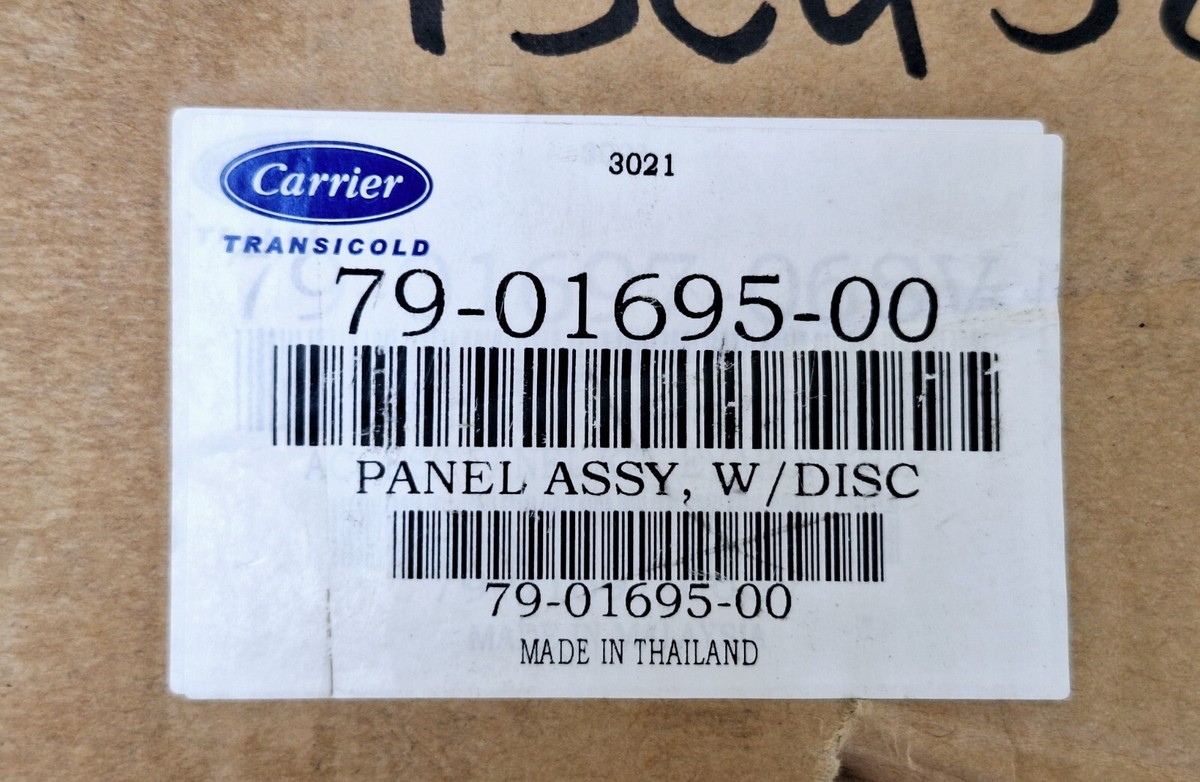 3021
Carrier
TRANSICOLD
79-01695-00
PANEL ASSY, W/DISC
79-01695-00
MADE IN THAILAND